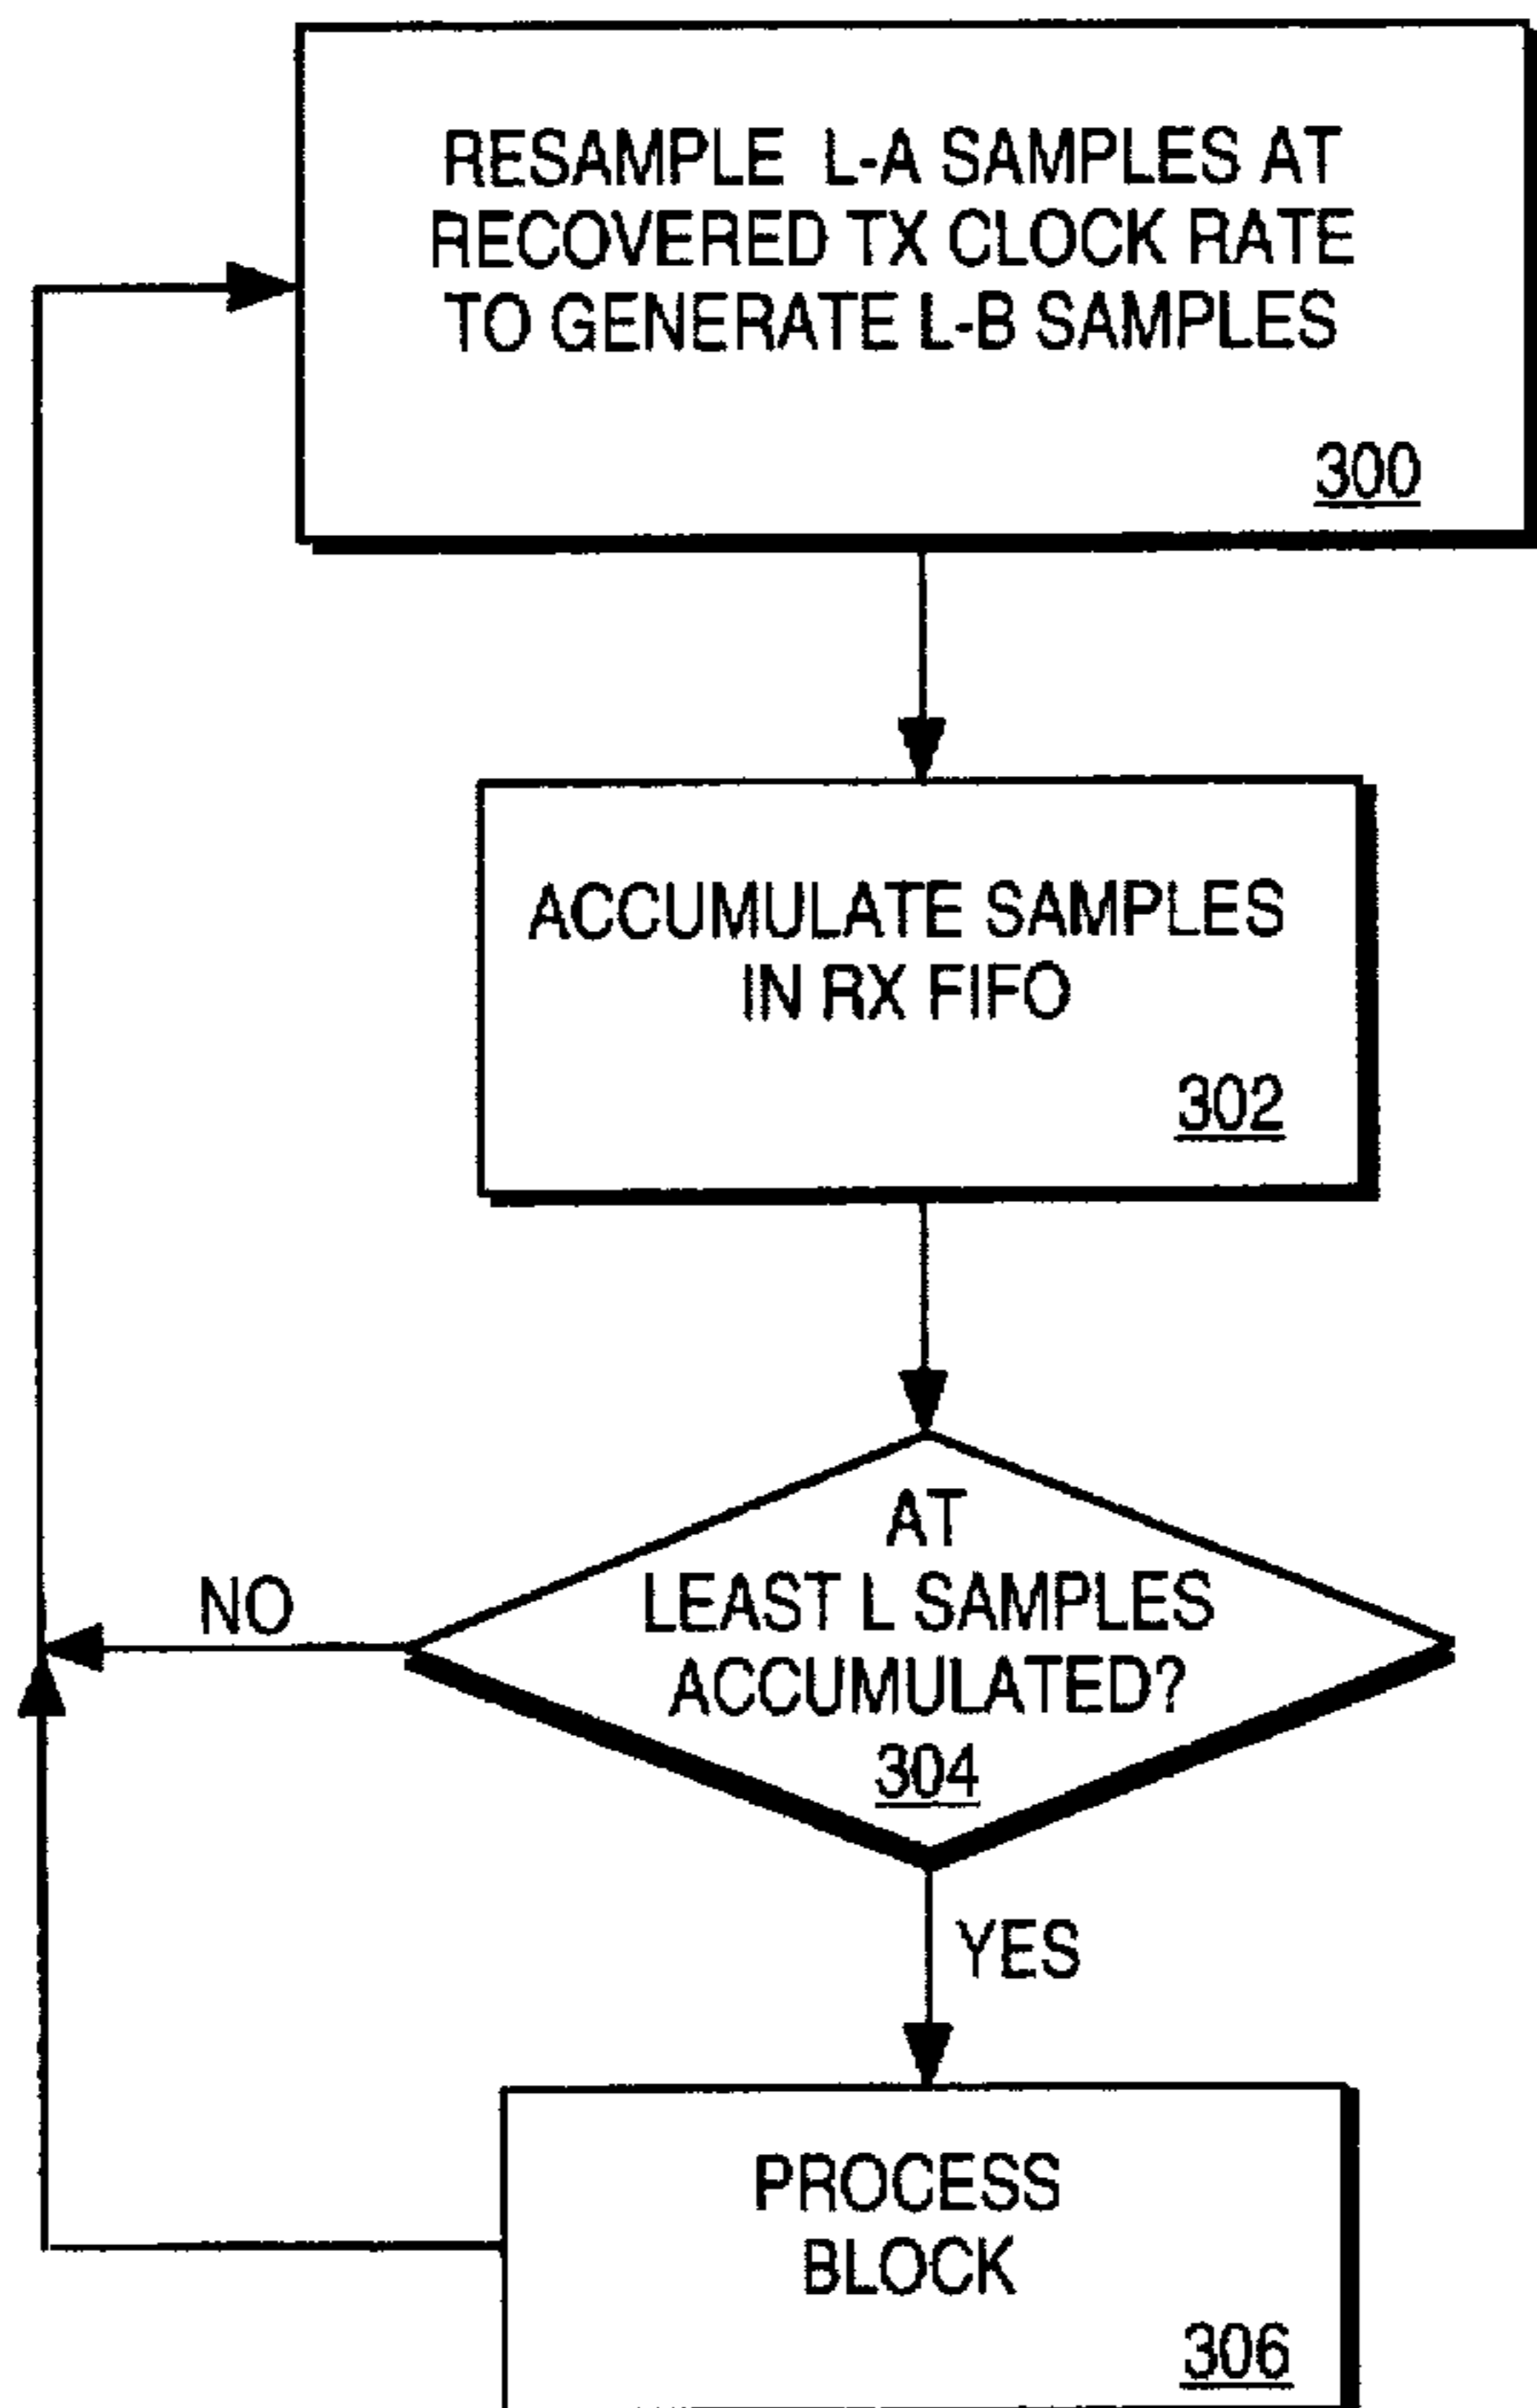 RESAMPLE L-A SAMPLES AT
RECOVERED TX CLOCK RATE
TO GENERATE L-B SAMPLES
300
ACCUMULATE SAMPLES
IN RX FIFO
302
AT
LEAST L SAMPLES
ACCUMULATED?
304
NO
YES
PROCESS
BLOCK
306